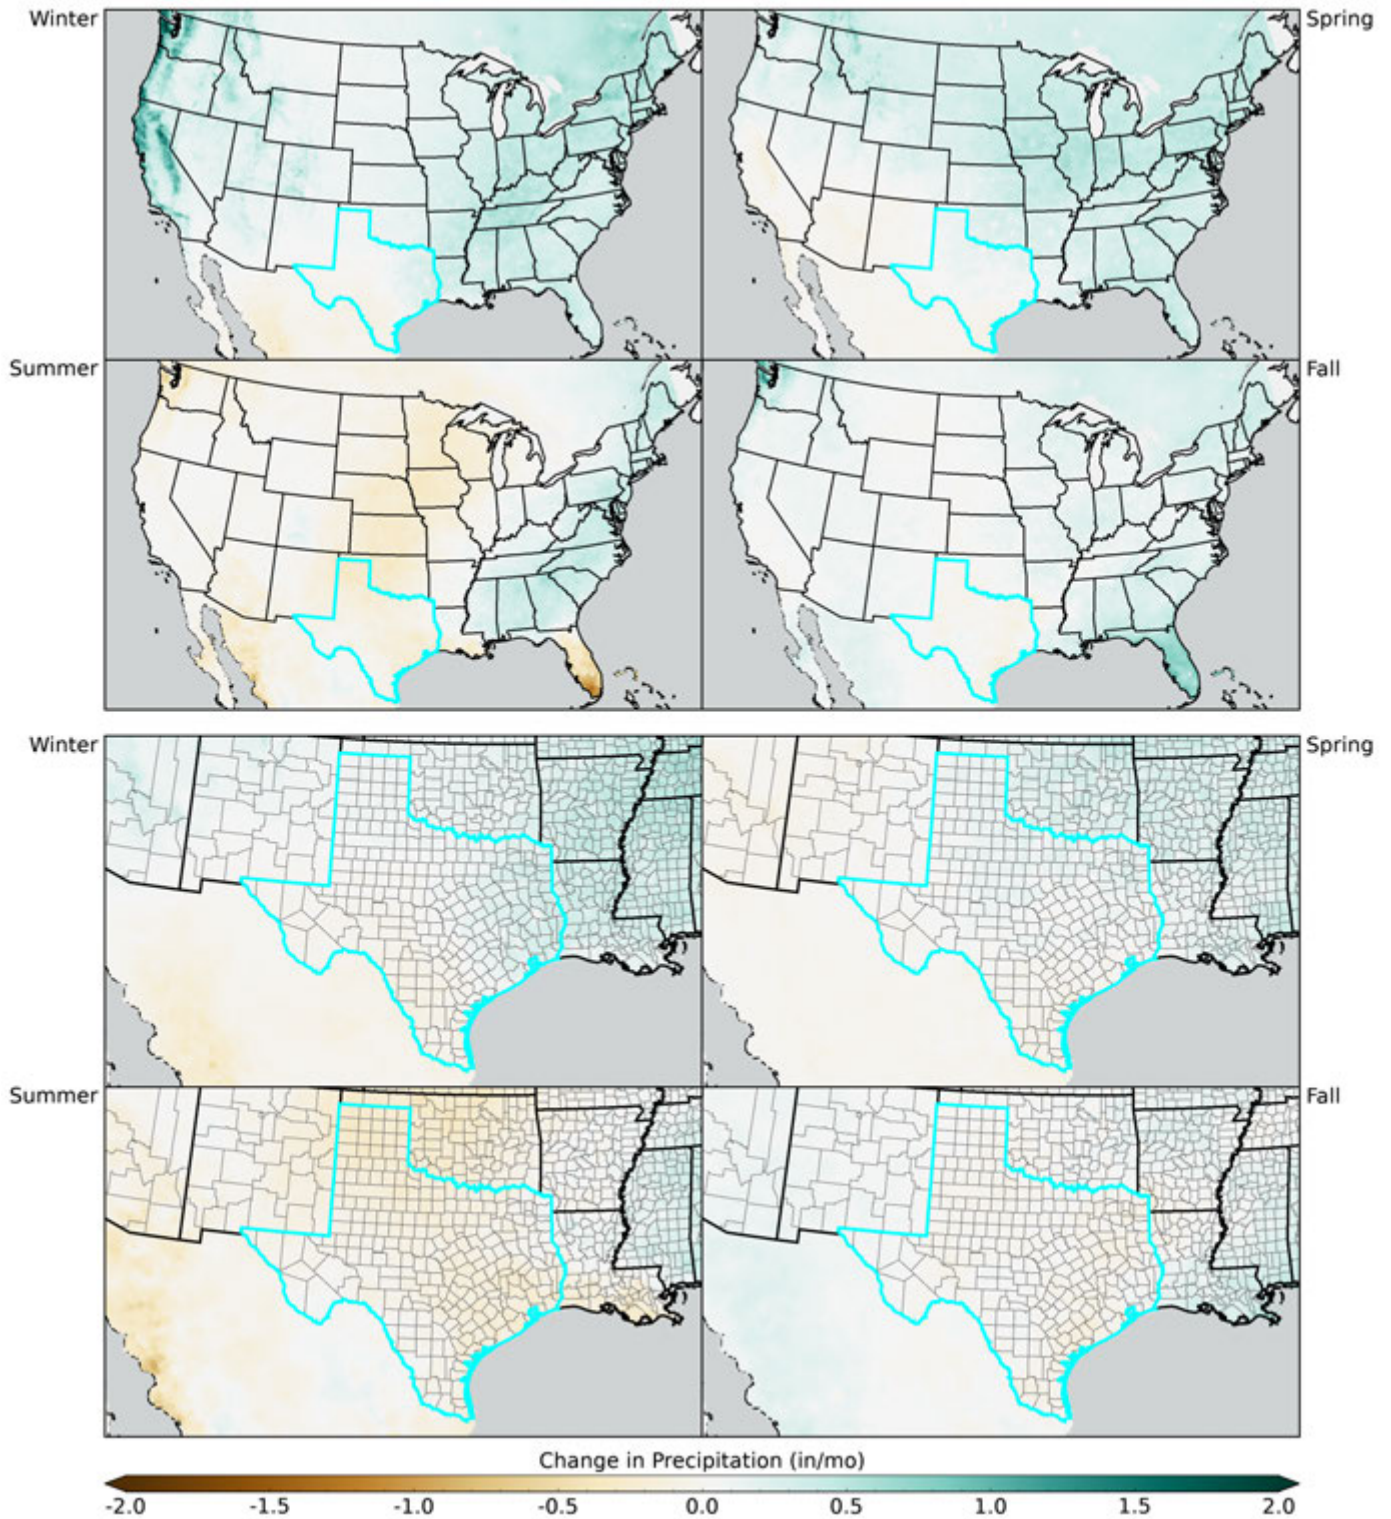 Winter
Spring
Summer
Fall
Winter
Spring
Summer
Fall
Change in Precipitation (in/mo)
-2.0 -1.5 -1.0 -0.5 0.0 0.5 1.0 1.5 2.0